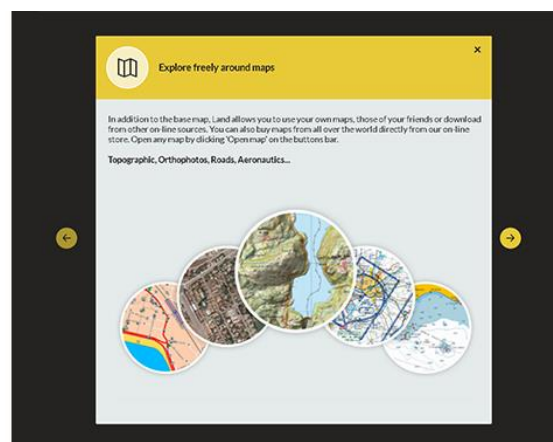 Explore freely around maps
In addition to the base map, Land allows you to use your own maps, those of your friends or download
from other on-line sources. You can also buy maps from all over the world directly from our on-line
store. Open any map by clicking 'Open map' on the buttons bar.
Topographic, Orthophotos, Roads, Aeronautics...